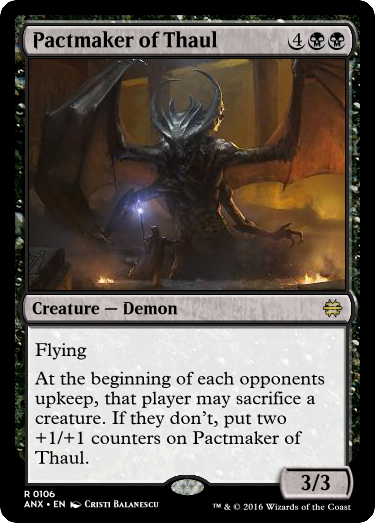 Pactmaker of Thaul 4
Creature — Demon
Flying
At the beginning of each opponents
upkeep, that player may sacrifice a
creature. If they don't, put two
+1/+1 counters on Pactmaker of
Thaul.
3/3
R 0106
ANX • EN Cristi Balanescu
™ & © 2016 Wizards of the Coast